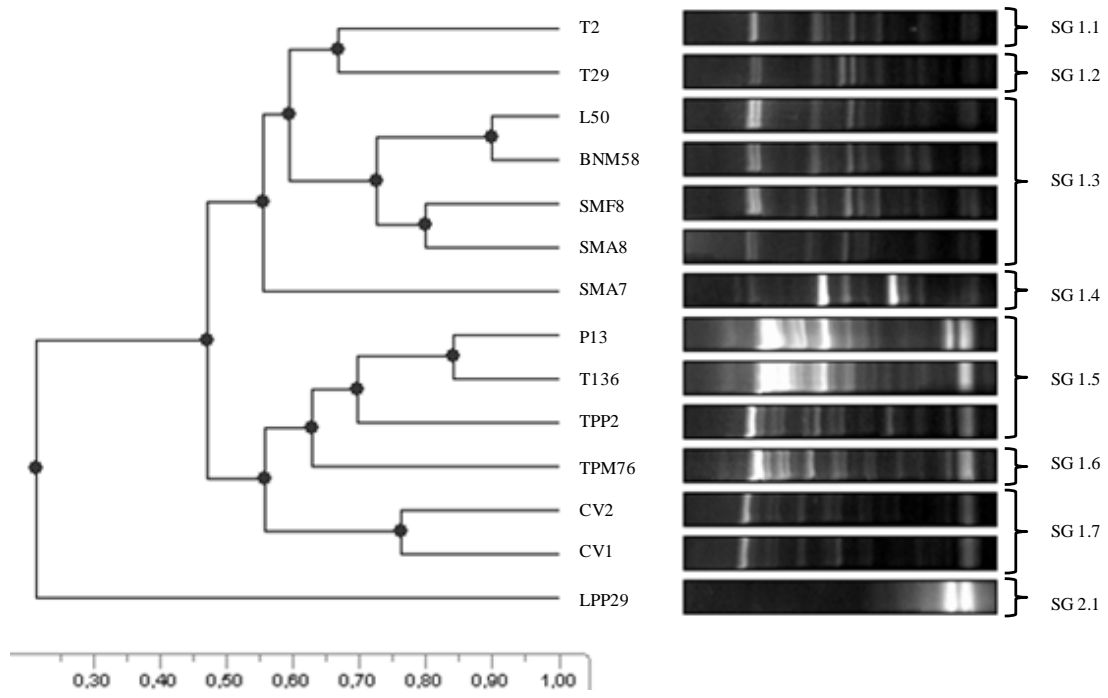 T2 SG 1.1
T29 SG 1.2
L50
BNM58
SG 1.3
SMF8
SMA8
SMA7 SG 1.4
P13
T136 SG 1.5
TPP2
TPM76 SG 1.6
CV2
SG 1.7
CV1
LPP29 SG 2.1
0,30 0,40 0,50 0,60 0,70 0,80 0,90 1,00